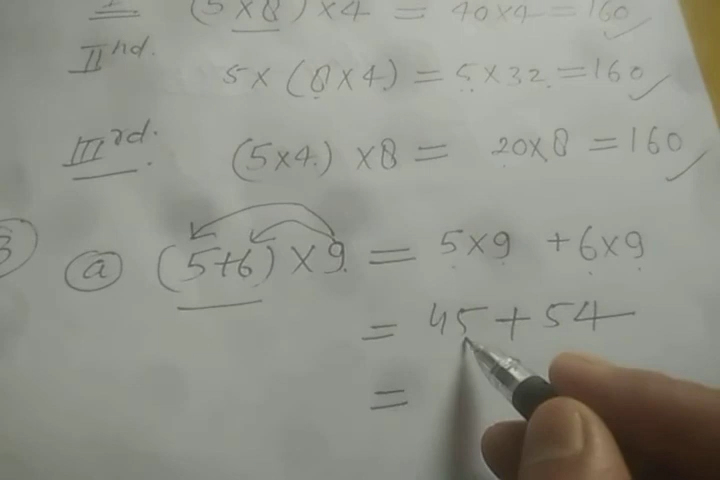 I (5×8)×4 = 40×4 = 160 ✓
IInd. 5×(8×4) = 5×32 = 160 ✓
IIIrd. (5×4) ×8 = 20×8 = 160 ✓
3 (a) (5+6)×9 = 5×9 + 6×9
= 45+54
=